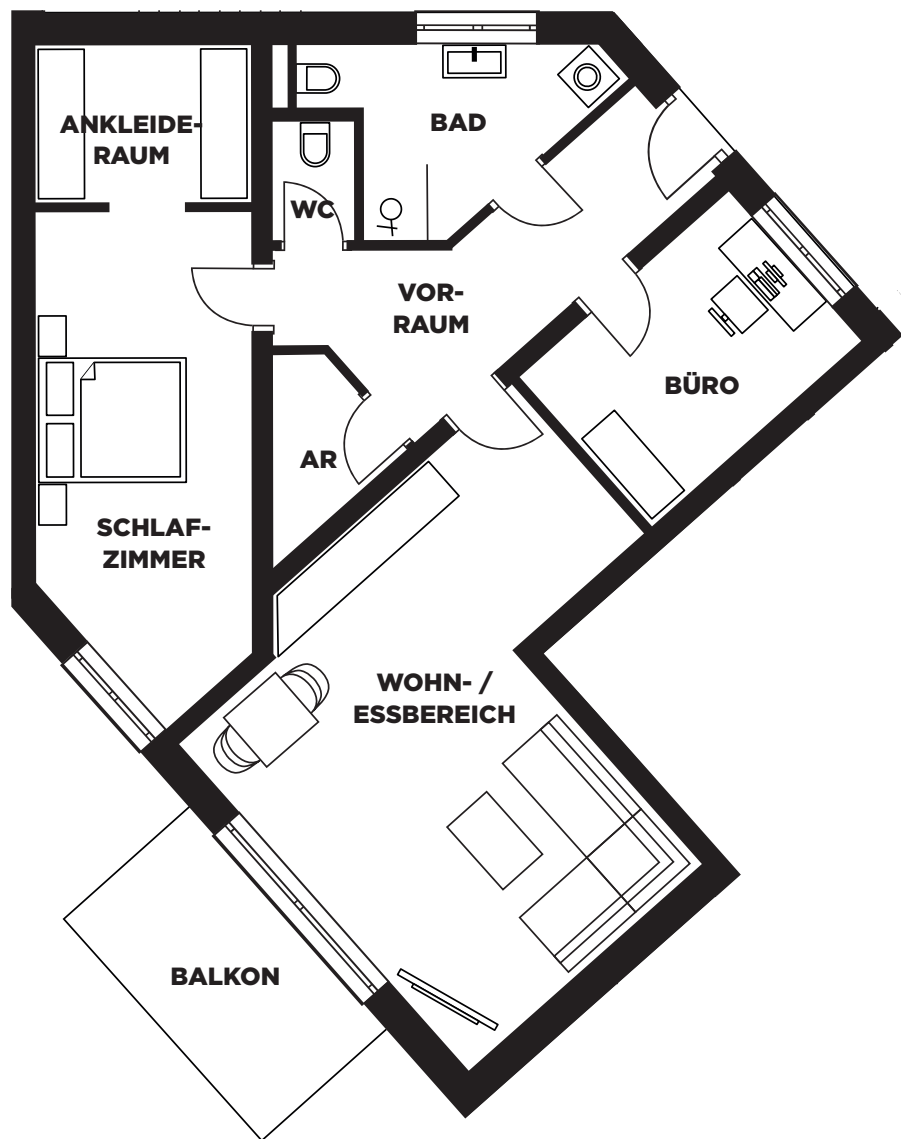 ANKLEIDE-
RAUM
BAD
WC
VOR-
RAUM
BÜRO
AR
SCHLAF-
ZIMMER
WOHN- /
ESSBEREICH
BALKON